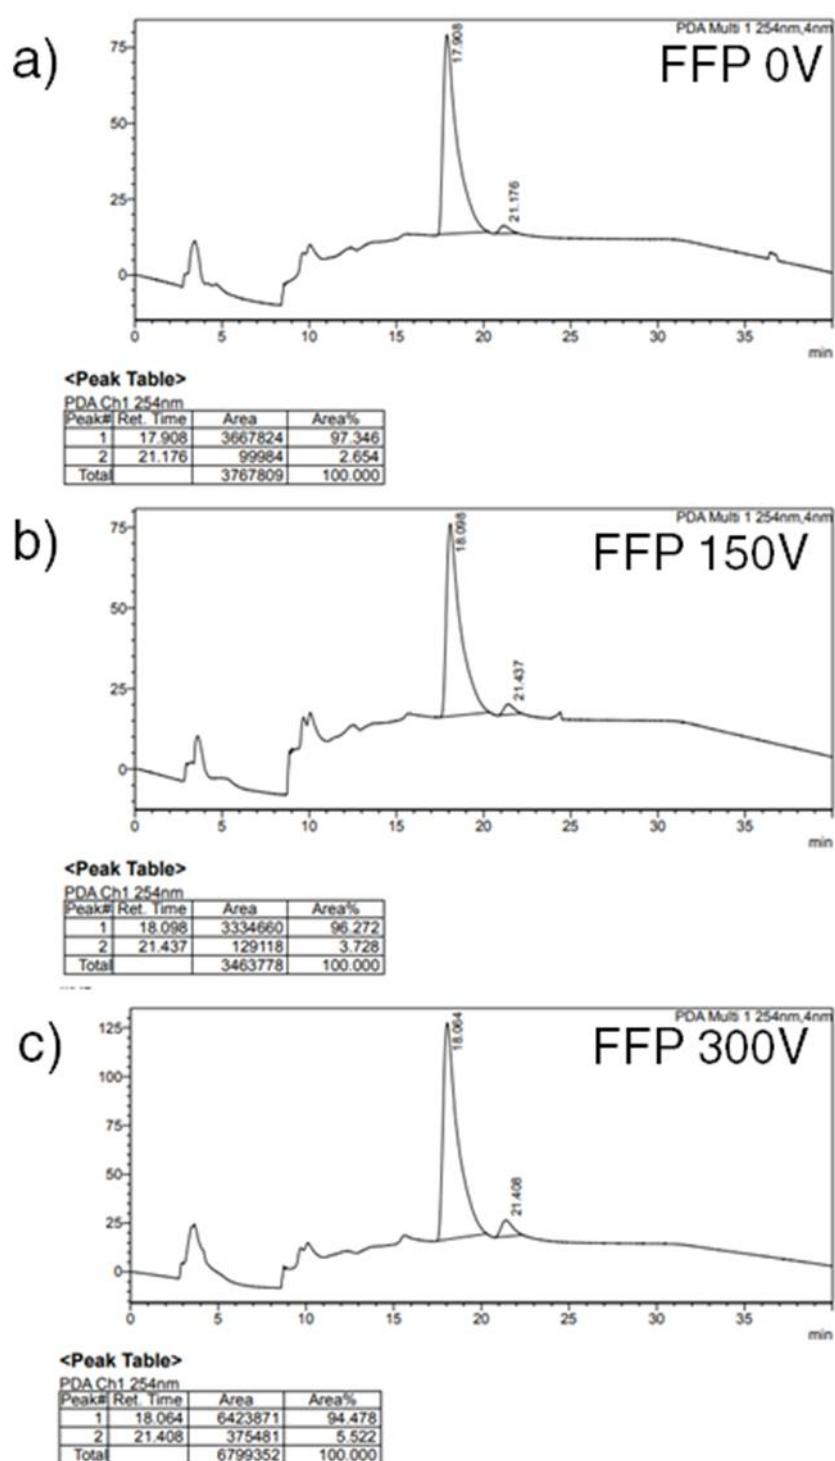 a)
PDA Multi 1 254nm,4nm
FFP 0V
17.908
21.176
75
50
25
0
0 5 10 15 20 25 30 35
min
<Peak Table>
PDA Ch1 254nm
Peak# Ret. Time Area Area%
1 17.908 3667824 97.346
2 21.176 99984 2.654
Total 3767809 100.000
b)
PDA Multi 1 254nm,4nm
FFP 150V
18.098
21.437
75
50
25
0
0 5 10 15 20 25 30 35
min
<Peak Table>
PDA Ch1 254nm
Peak# Ret. Time Area Area%
1 18.098 3334660 96.272
2 21.437 129118 3.728
Total 3463778 100.000
c)
PDA Multi 1 254nm,4nm
FFP 300V
18.064
21.408
125
100
75
50
25
0
0 5 10 15 20 25 30 35
min
<Peak Table>
PDA Ch1 254nm
Peak# Ret. Time Area Area%
1 18.064 6423871 94.478
2 21.408 375481 5.522
Total 6799352 100.000